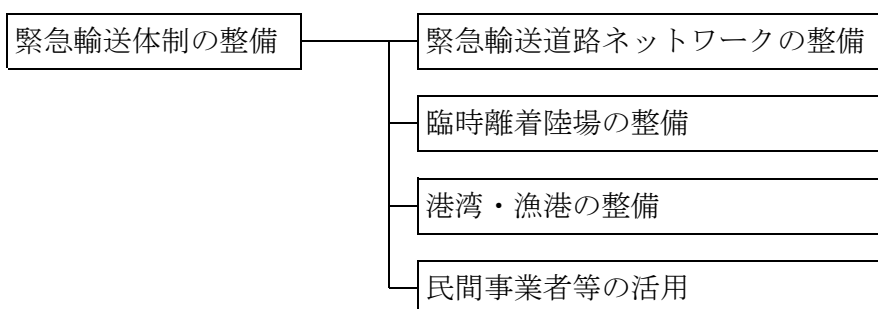 緊急輸送体制の整備
緊急輸送道路ネットワークの整備
臨時離着陸場の整備
港湾・漁港の整備
民間事業者等の活用